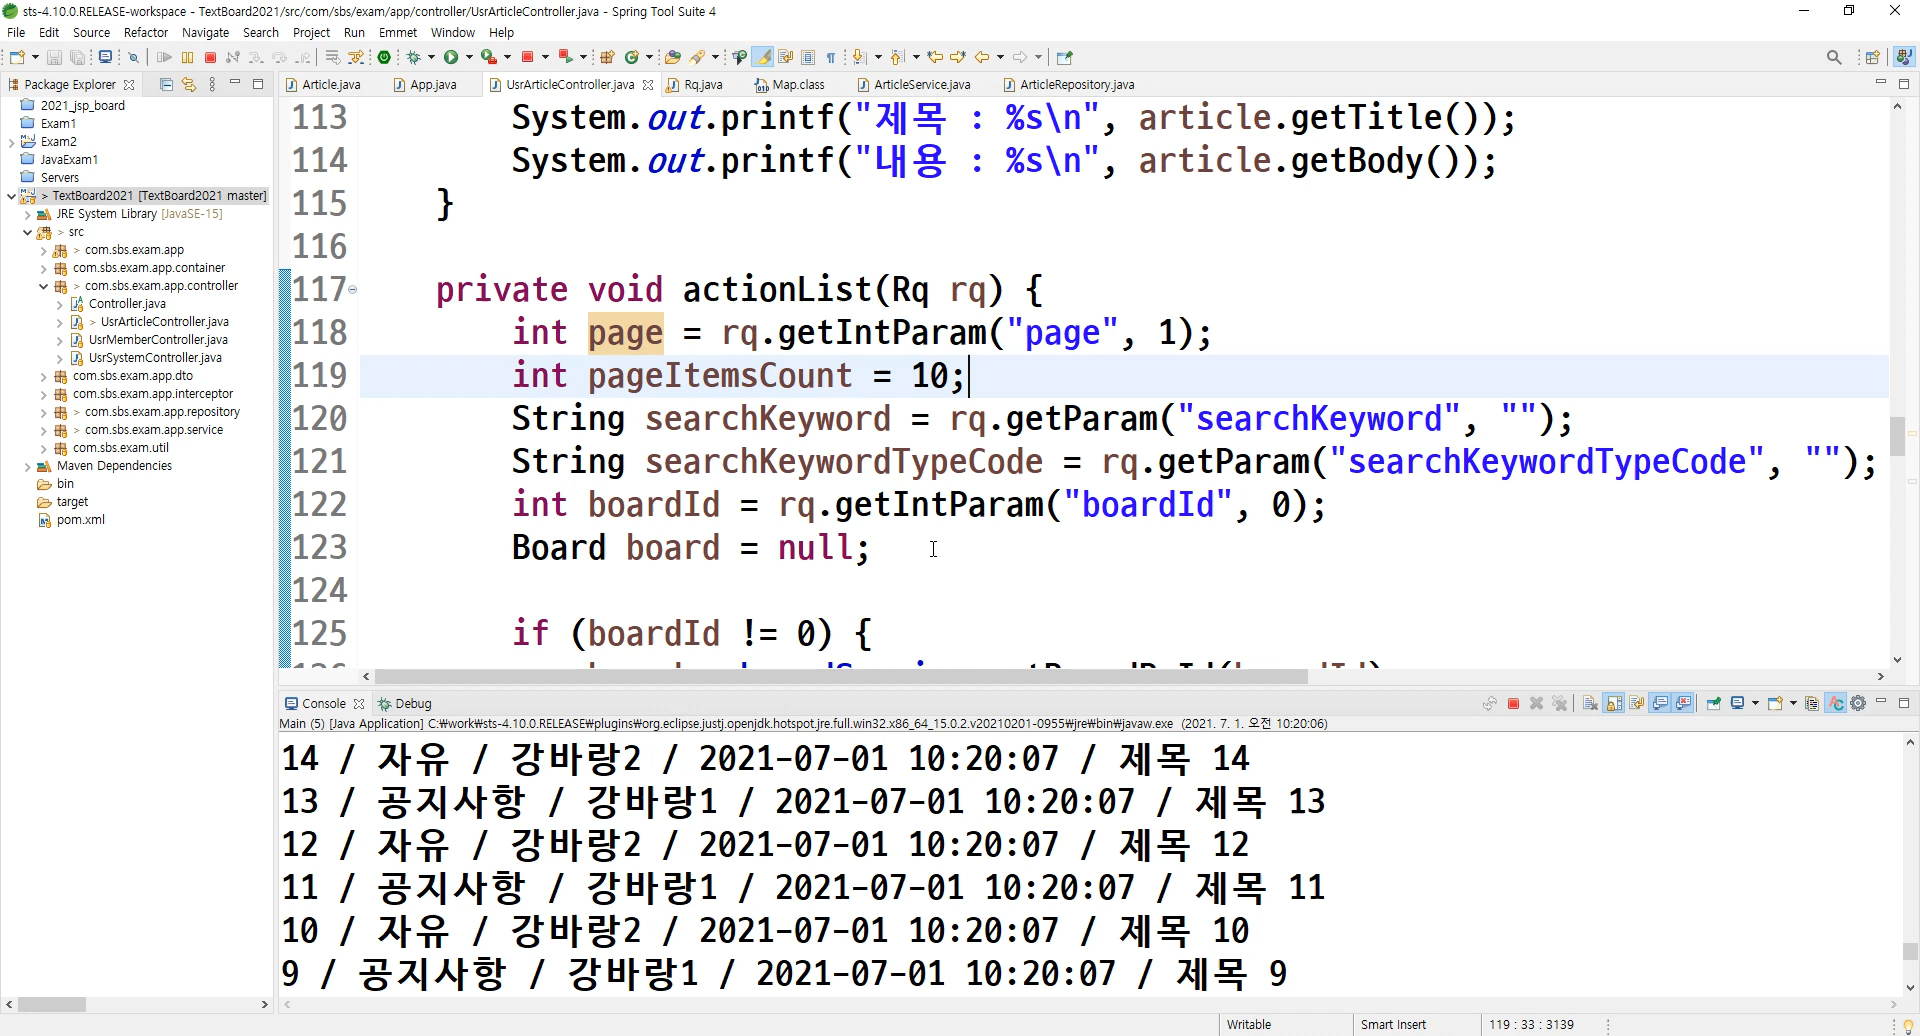 sts-4.10.0.RELEASE-workspace - TextBoard2021/src/com/sbs/exam/app/controller/UsrArticleController.java - Spring Tool Suite 4
File Edit Source Refactor Navigate Search Project Run Emmet Window Help
Package Explorer
2021_jsp_board
Exam1
Exam2
JavaExam1
Servers
> TextBoard2021 [TextBoard2021 master]
JRE System Library [JavaSE-15]
> src
> com.sbs.exam.app
com.sbs.exam.app.container
> com.sbs.exam.app.controller
Controller.java
> UsrArticleController.java
UsrMemberController.java
UsrSystemController.java
com.sbs.exam.app.dto
com.sbs.exam.app.interceptor
> com.sbs.exam.app.repository
> com.sbs.exam.app.service
com.sbs.exam.util
Maven Dependencies
bin
target
pom.xml
Article.java App.java UsrArticleController.java Rq.java Map.class ArticleService.java ArticleRepository.java
113 System.out.printf("제목 : %s\n", article.getTitle());
114 System.out.printf("내용 : %s\n", article.getBody());
115 }
116
117 private void actionList(Rq rq) {
118 int page = rq.getIntParam("page", 1);
119 int pageItemsCount = 10;
120 String searchKeyword = rq.getParam("searchKeyword", "");
121 String searchKeywordTypeCode = rq.getParam("searchKeywordTypeCode", "");
122 int boardId = rq.getIntParam("boardId", 0);
123 Board board = null;
124
125 if (boardId != 0) {
Console Debug
Main (5) [Java Application] C:₩work₩sts-4.10.0.RELEASE₩plugins₩org.eclipse.justj.openjdk.hotspot.jre.full.win32.x86_64_15.0.2.v20210201-0955₩jre₩bin₩javaw.exe (2021. 7. 1. 오전 10:20:06)
14 / 자유 / 강바랑2 / 2021-07-01 10:20:07 / 제목 14
13 / 공지사항 / 강바랑1 / 2021-07-01 10:20:07 / 제목 13
12 / 자유 / 강바랑2 / 2021-07-01 10:20:07 / 제목 12
11 / 공지사항 / 강바랑1 / 2021-07-01 10:20:07 / 제목 11
10 / 자유 / 강바랑2 / 2021-07-01 10:20:07 / 제목 10
9 / 공지사항 / 강바랑1 / 2021-07-01 10:20:07 / 제목 9
Writable Smart Insert 119 : 33 : 3139